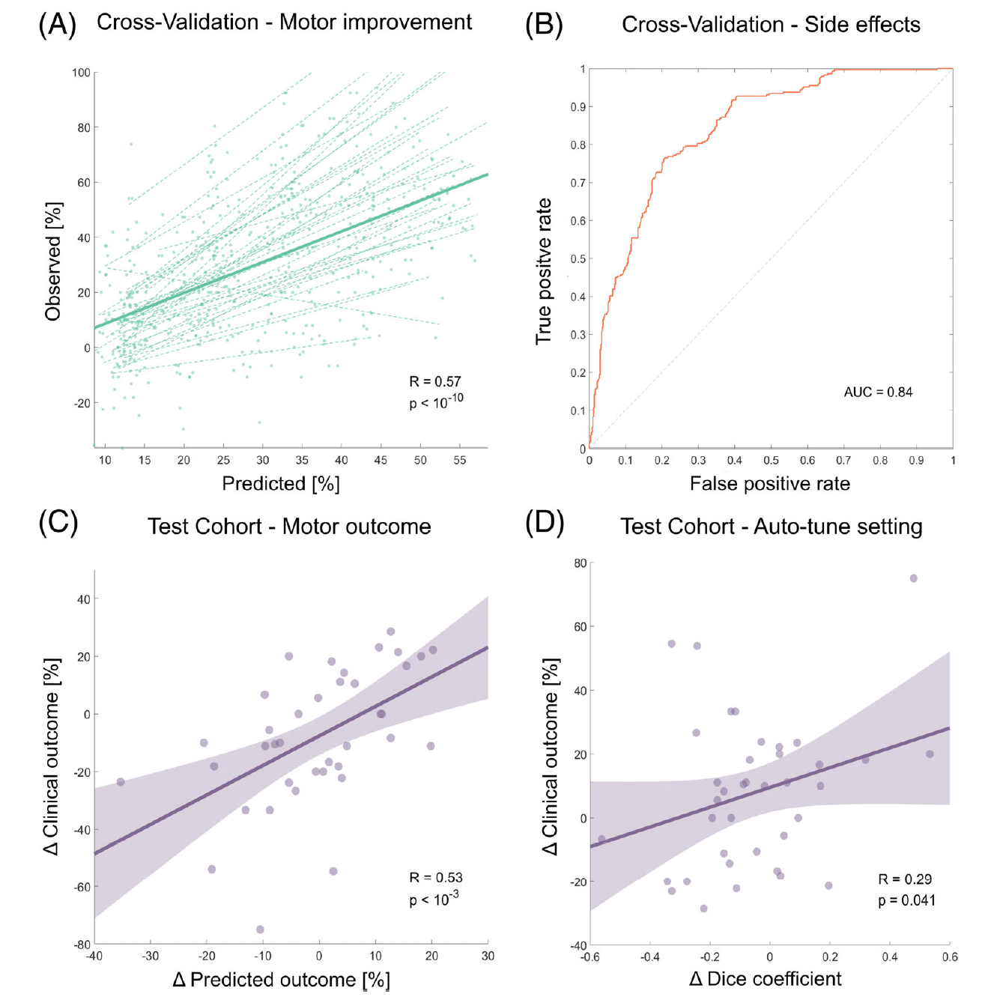 (A) Cross-Validation - Motor improvement
100
80
60
40
20
0
-20
Observed [%]
R = 0.57
p < 10^-10
10 15 20 25 30 35 40 45 50 55
Predicted [%]
(B) Cross-Validation - Side effects
1
0.9
0.8
0.7
0.6
0.5
0.4
0.3
0.2
0.1
0
True positve rate
AUC = 0.84
0 0.1 0.2 0.3 0.4 0.5 0.6 0.7 0.8 0.9 1
False positive rate
(C) Test Cohort - Motor outcome
40
20
0
-20
-40
-60
-80
Δ Clinical outcome [%]
R = 0.53
p < 10^-3
-40 -30 -20 -10 0 10 20 30
Δ Predicted outcome [%]
(D) Test Cohort - Auto-tune setting
80
60
40
20
0
-20
-40
Δ Clinical outcome [%]
R = 0.29
p = 0.041
-0.6 -0.4 -0.2 0 0.2 0.4 0.6
Δ Dice coefficient